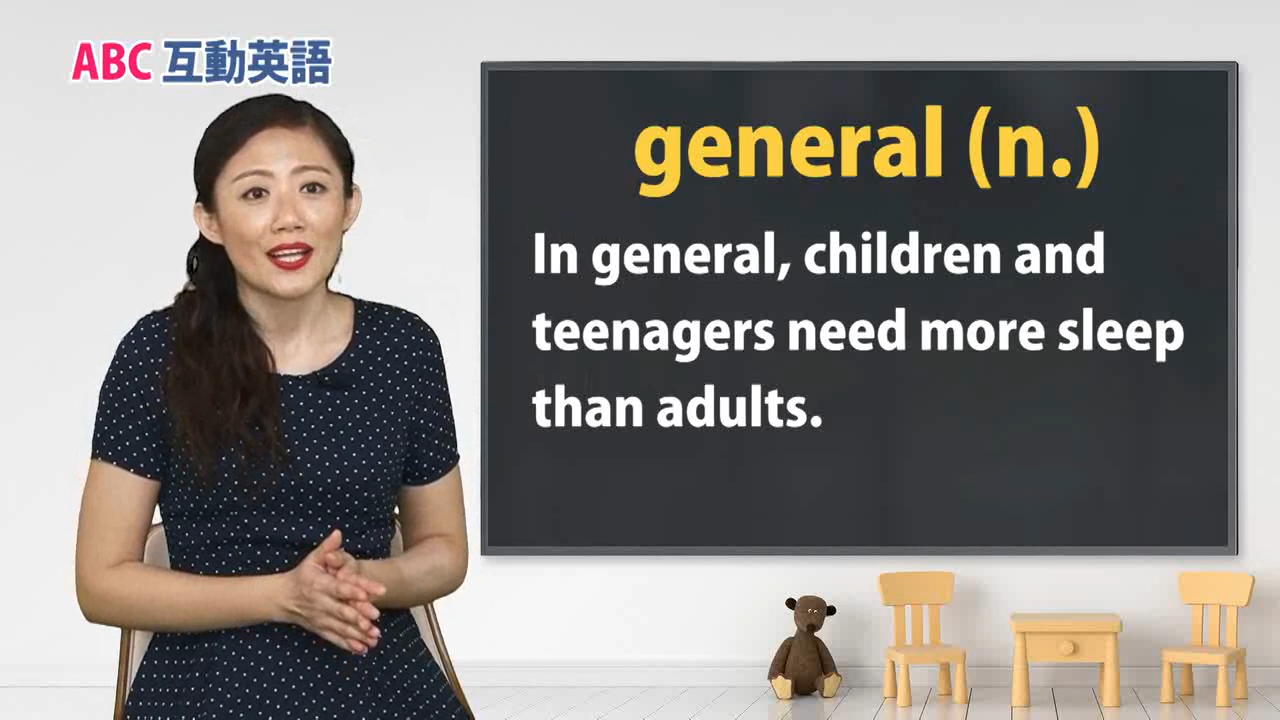 ABC 互動英語
general (n.)
In general, children and
teenagers need more sleep
than adults.